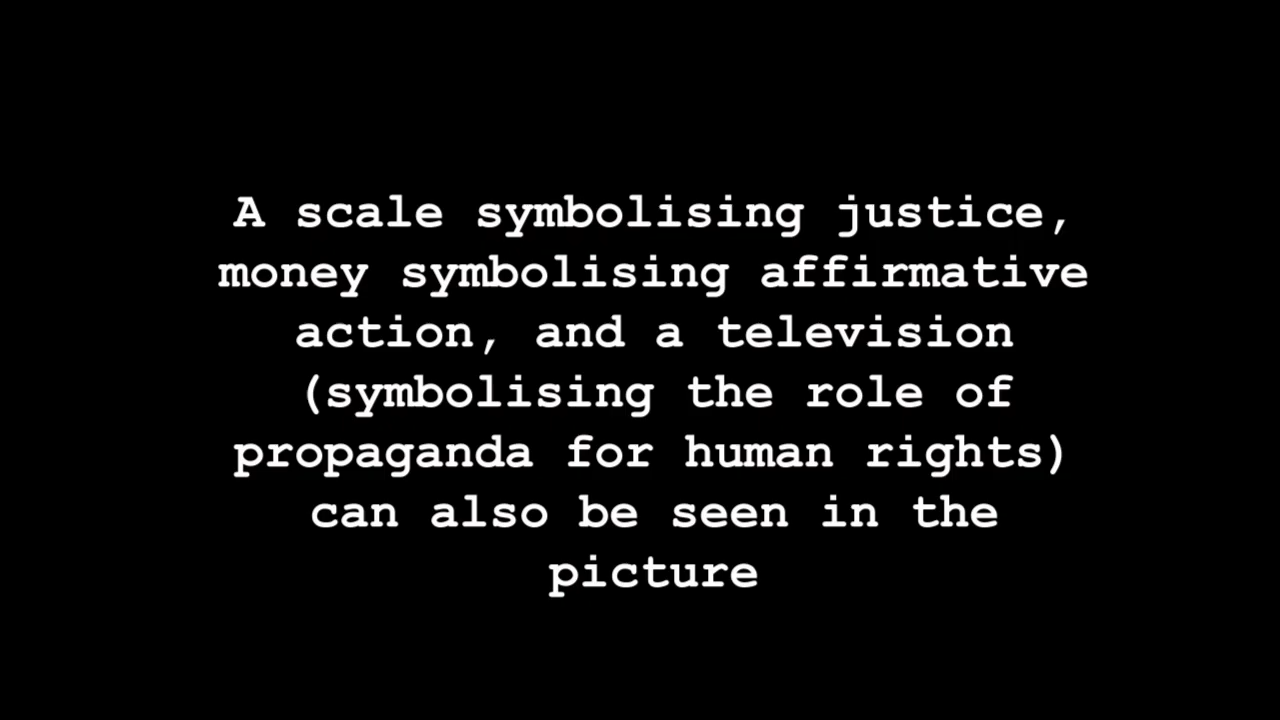 A scale symbolising justice,
money symbolising affirmative
action, and a television
(symbolising the role of
propaganda for human rights)
can also be seen in the
picture